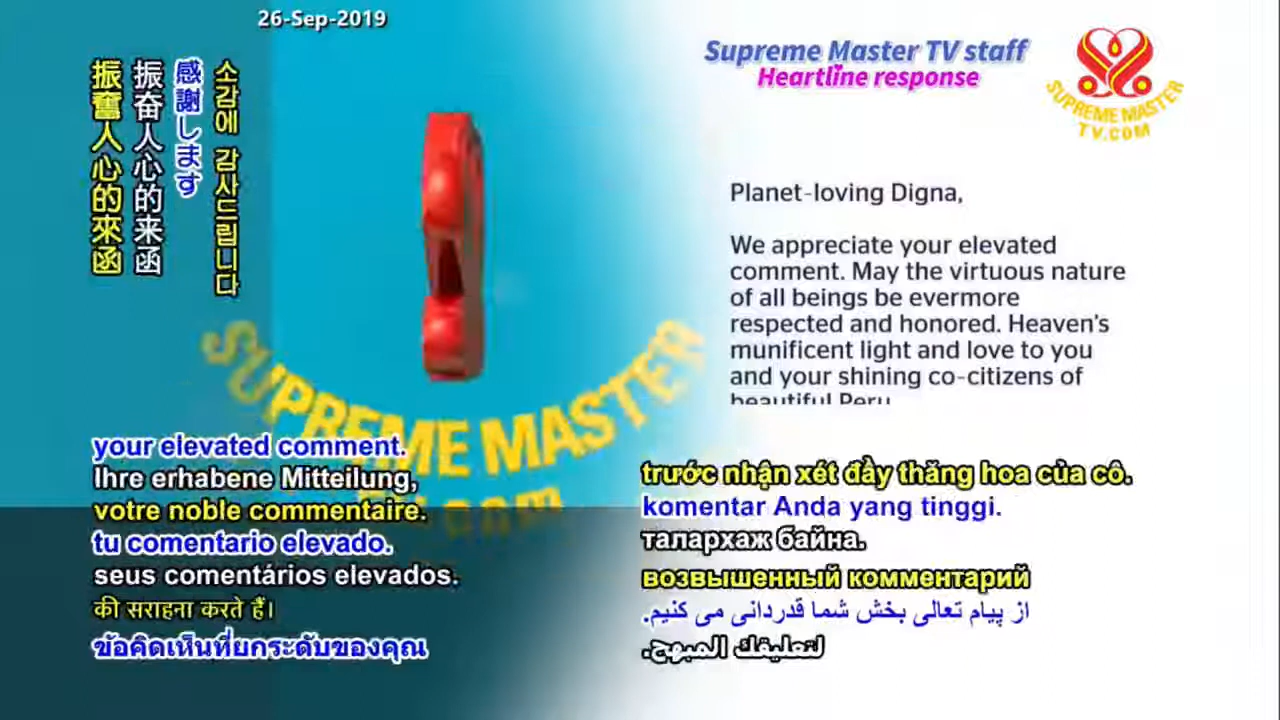 26-Sep-2019
Supreme Master TV staff
Heartline response
SUPREME MASTER
TV.COM
소감에 감사드립니다
感謝します
振奋人心的来函
振奮人心的來函
Planet-loving Digna,
We appreciate your elevated
comment. May the virtuous nature
of all beings be evermore
respected and honored. Heaven's
munificent light and love to you
and your shining co-citizens of
beautiful Peru
SUPREME MASTER
TV.com
your elevated comment.
Ihre erhabene Mitteilung,
votre noble commentaire.
tu comentario elevado.
seus comentários elevados.
की सराहना करते हैं।
ข้อคิดเห็นที่ยกระดับของคุณ
trước nhận xét đầy thăng hoa của cô.
komentar Anda yang tinggi.
талархаж байна.
возвышенный комментарий
از پیام تعالی بخش شما قدردانی می کنیم.
لتعليقك المبهج.